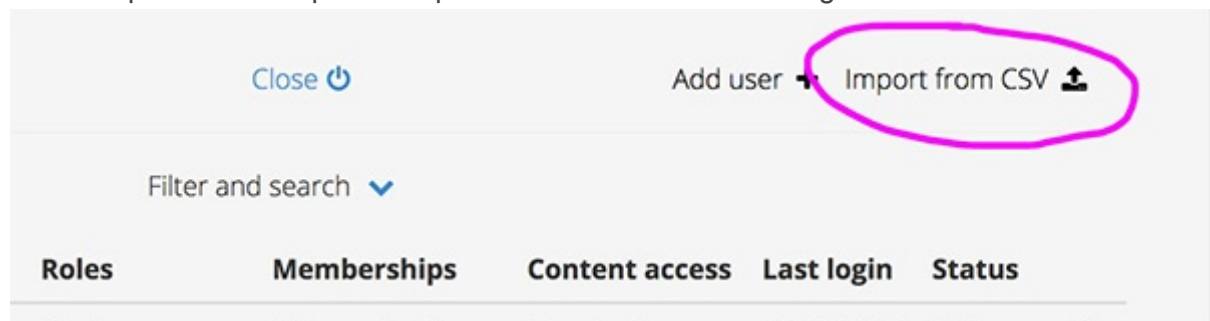 Close Add user Import from CSV
Filter and search
Roles Memberships Content access Last login Status